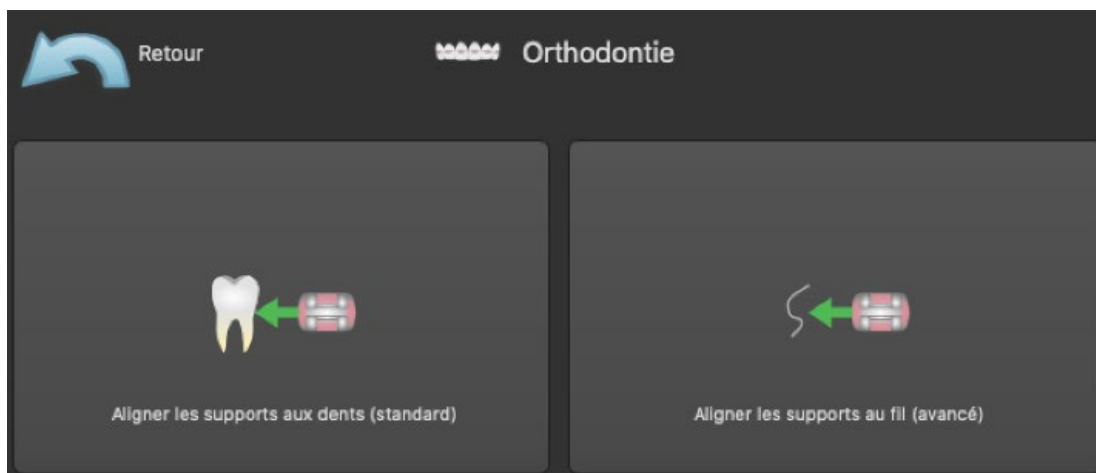 Retour
Orthodontie
Aligner les supports aux dents (standard)
Aligner les supports au fil (avancé)